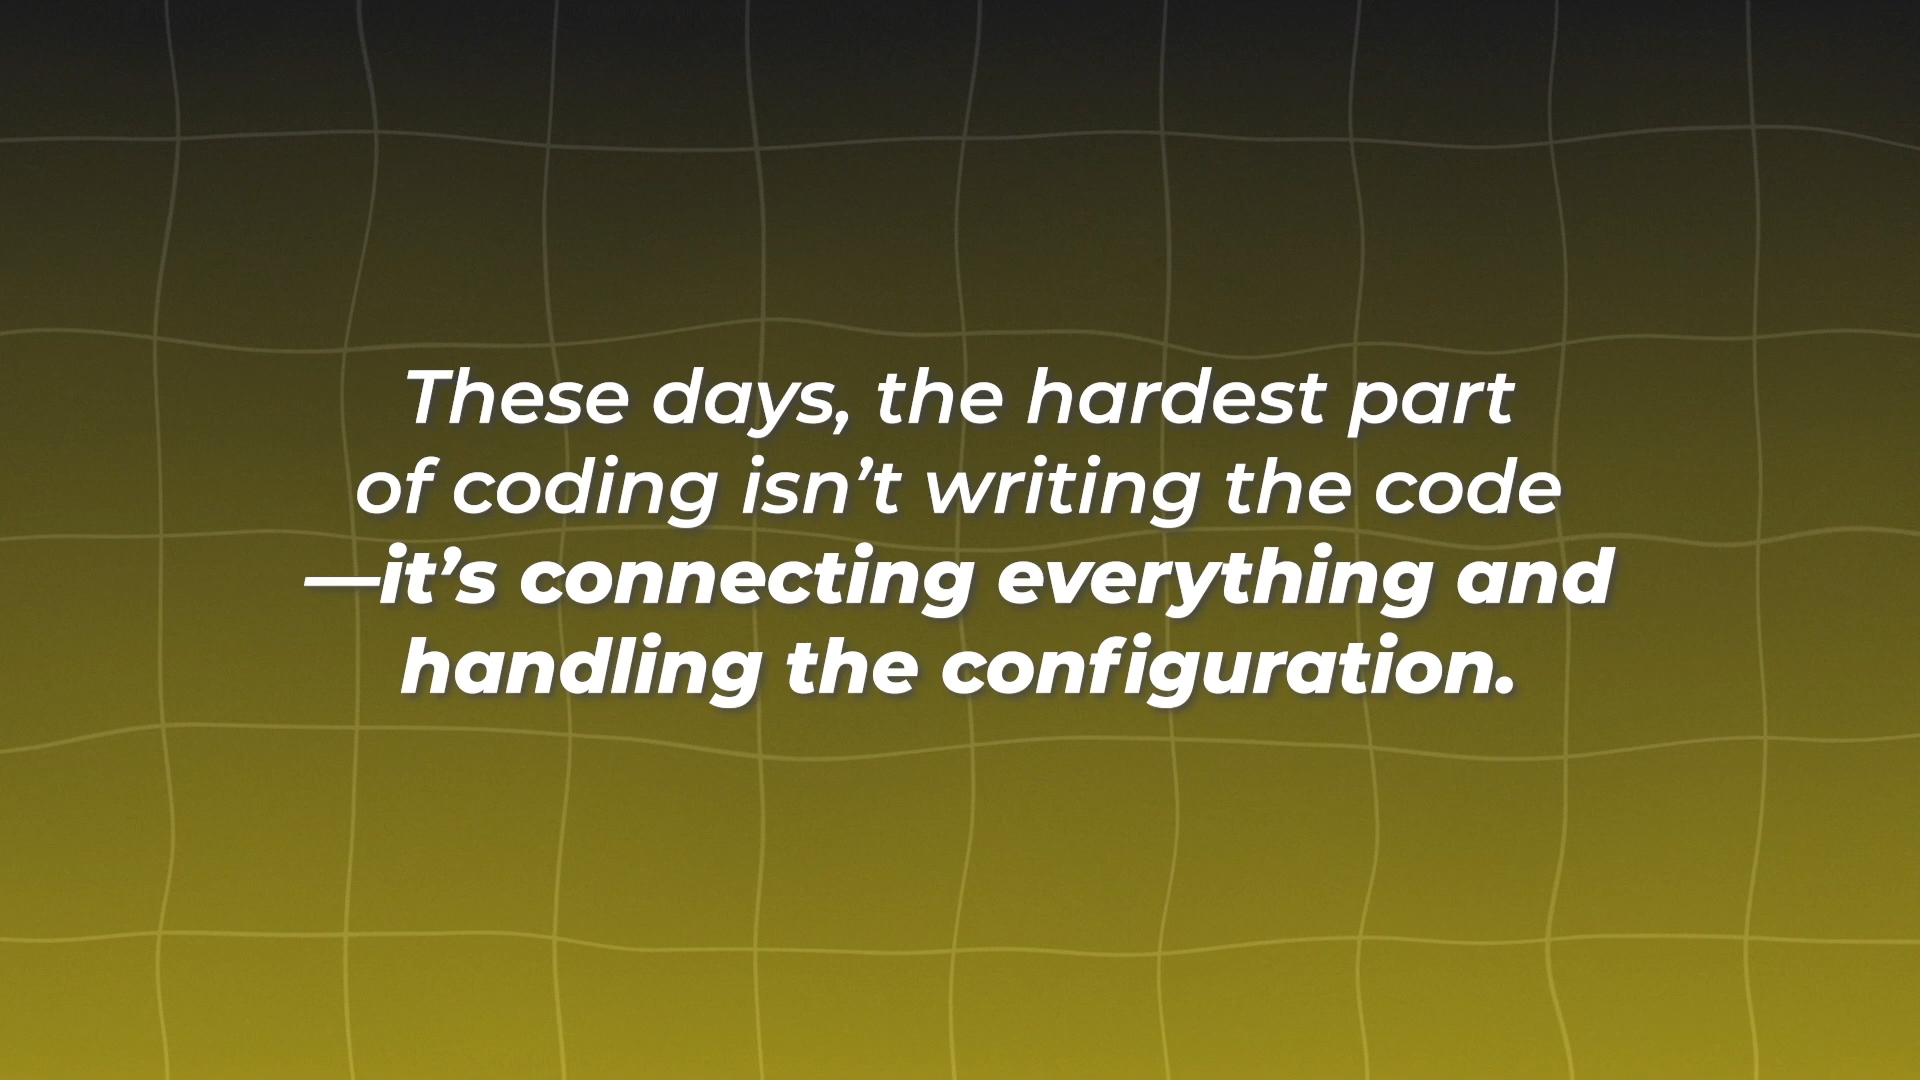 These days, the hardest part
of coding isn’t writing the code
—it’s connecting everything and
handling the configuration.